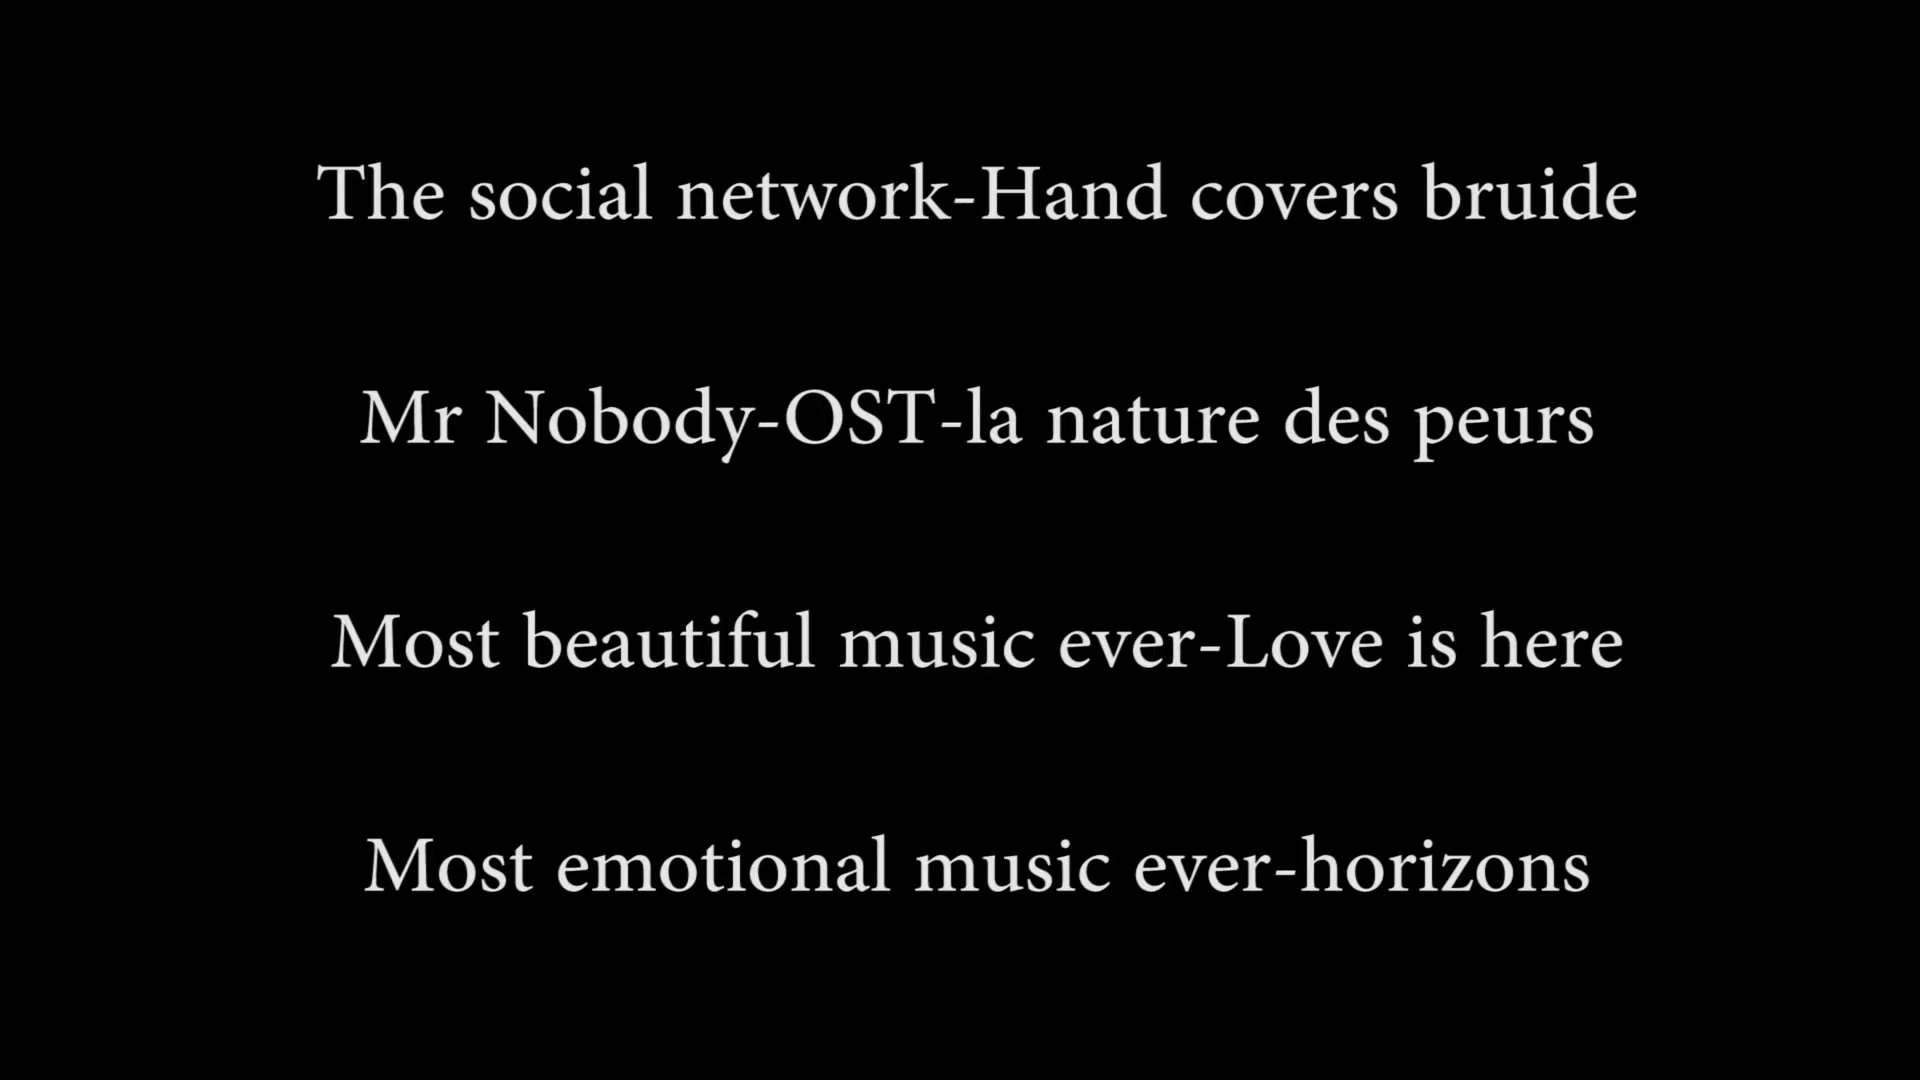 The social network-Hand covers bruide
Mr Nobody-OST-la nature des peurs
Most beautiful music ever-Love is here
Most emotional music ever-horizons